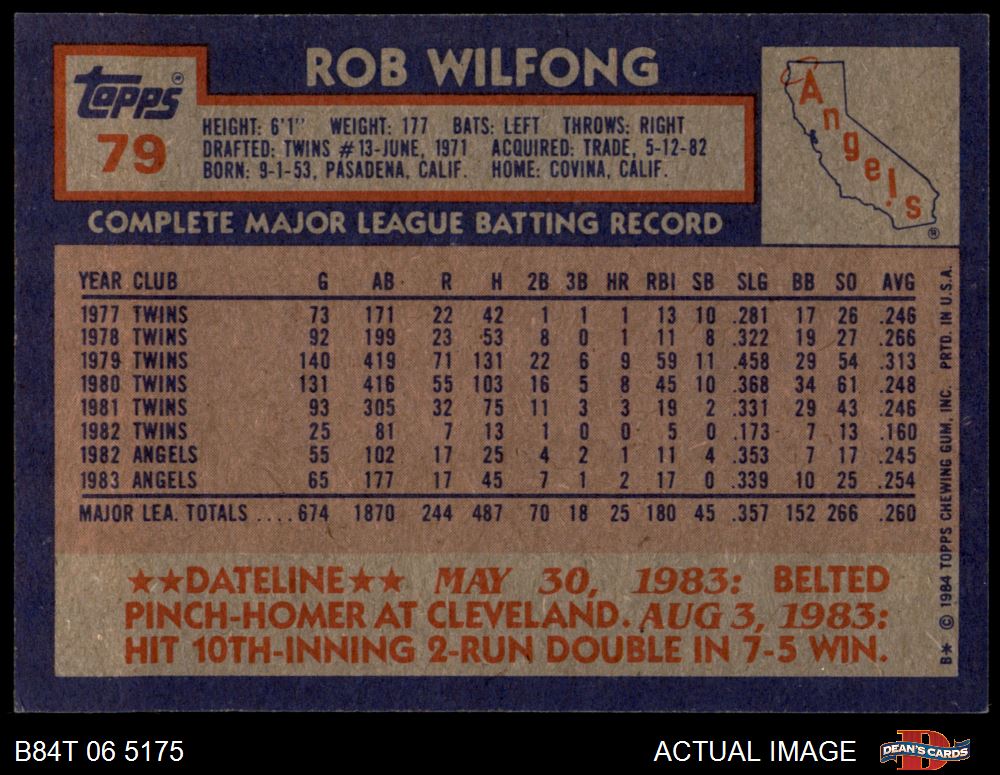 ROB WILFONG
Topps
79
HEIGHT: 6'1" WEIGHT: 177 BATS: LEFT THROWS: RIGHT
DRAFTED: TWINS #13-JUNE, 1971 ACQUIRED: TRADE, 5-12-82
BORN: 9-1-53, PASADENA, CALIF. HOME: COVINA, CALIF.
Angels
COMPLETE MAJOR LEAGUE BATTING RECORD
YEAR CLUB G AB R H 2B 3B HR RBI SB SLG BB SO AVG
1977 TWINS 73 171 22 42 1 1 1 13 10 .281 17 26 .246
1978 TWINS 92 199 23 53 8 0 1 11 8 .322 19 27 .266
1979 TWINS 140 419 71 131 22 6 9 59 11 .458 29 54 .313
1980 TWINS 131 416 55 103 16 5 8 45 10 .368 34 61 .248
1981 TWINS 93 305 32 75 11 3 3 19 2 .331 29 43 .246
1982 TWINS 25 81 7 13 1 0 0 5 0 .173 7 13 .160
1982 ANGELS 55 102 17 25 4 2 1 11 4 .353 7 17 .245
1983 ANGELS 65 177 17 45 7 1 2 17 0 .339 10 25 .254
MAJOR LEA. TOTALS ....674 1870 244 487 70 18 25 180 45 .357 152 266 .260
★★DATELINE★★ MAY 30, 1983: BELTED
PINCH-HOMER AT CLEVELAND. AUG 3, 1983:
HIT 10TH-INNING 2-RUN DOUBLE IN 7-5 WIN.
B* © 1984 TOPPS CHEWING GUM, INC. PRTD. IN U.S.A.
B84T 06 5175
ACTUAL IMAGE
DEAN'S CARDS